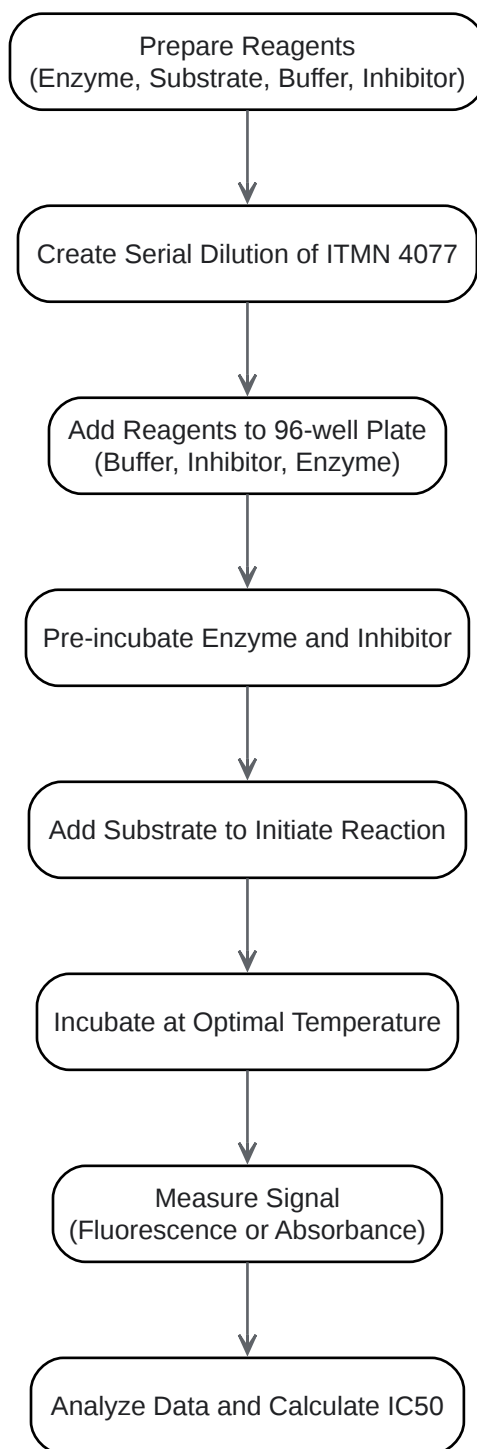 Prepare Reagents
(Enzyme, Substrate, Buffer, Inhibitor)
Create Serial Dilution of ITMN 4077
Add Reagents to 96-well Plate
(Buffer, Inhibitor, Enzyme)
Pre-incubate Enzyme and Inhibitor
Add Substrate to Initiate Reaction
Incubate at Optimal Temperature
Measure Signal
(Fluorescence or Absorbance)
Analyze Data and Calculate IC50